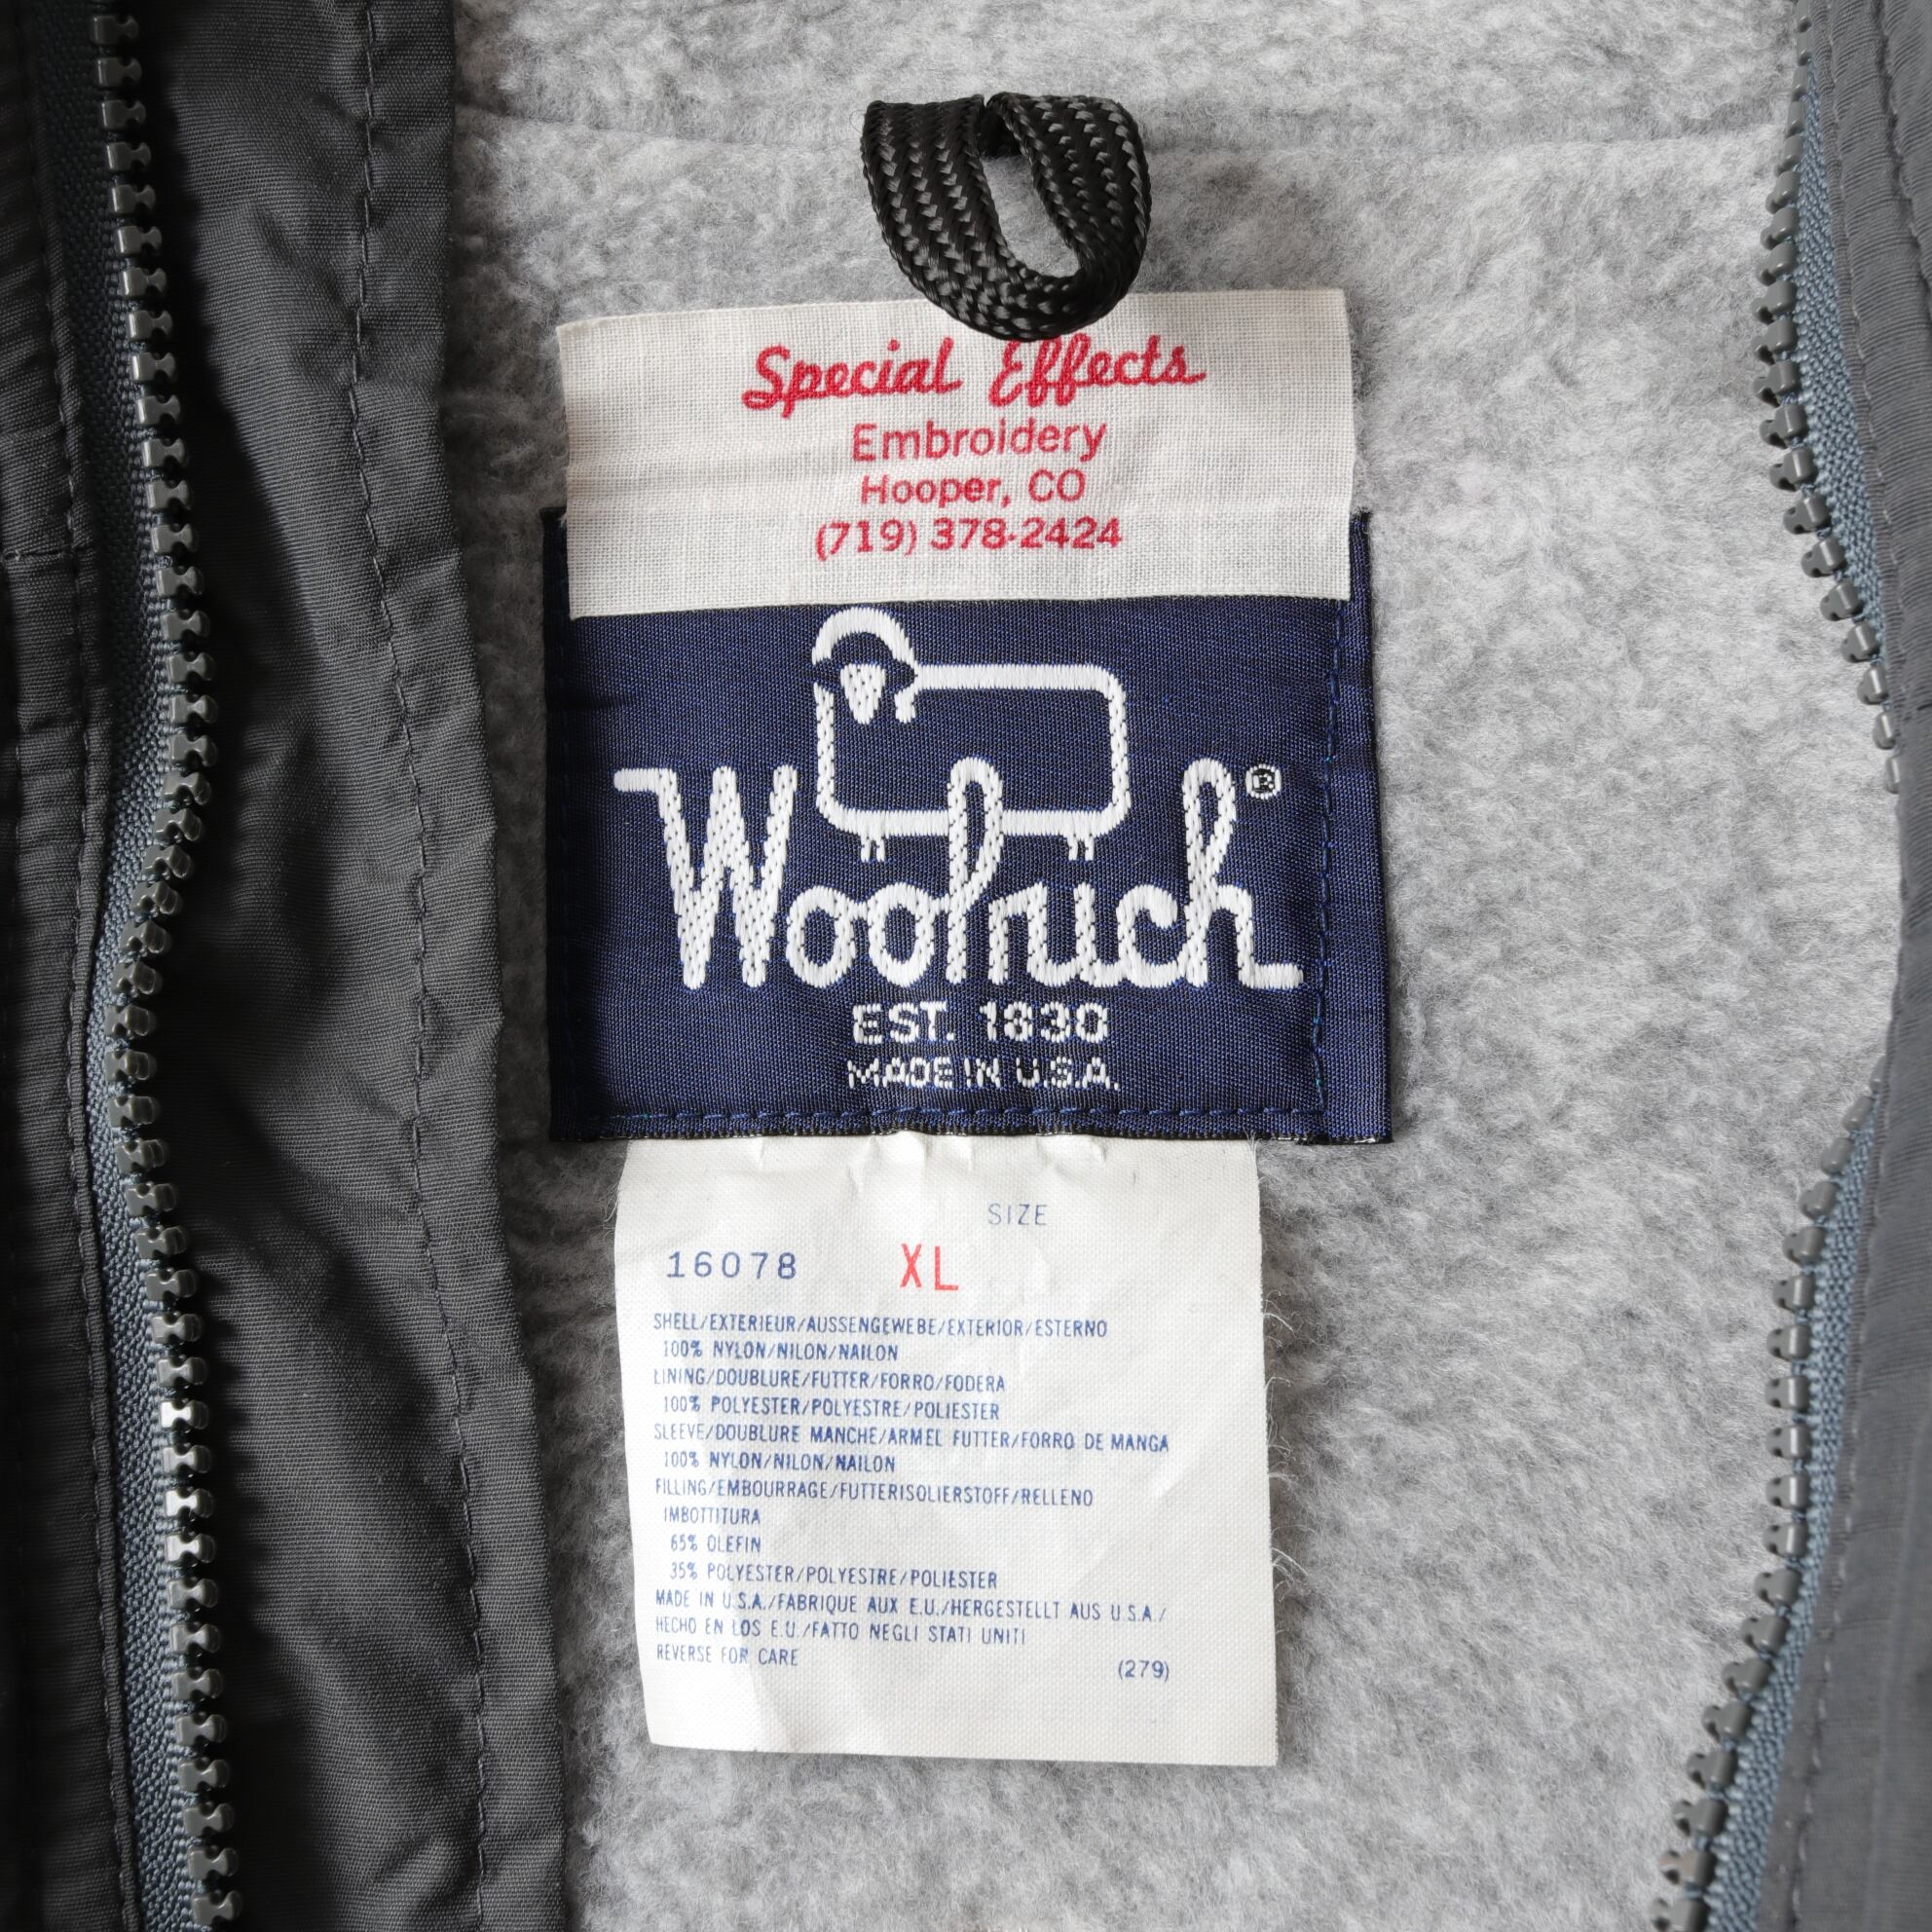 Special Effects
Embroidery
Hooper, CO
(719) 378-2424
Woolrich®
EST. 1830
MADE IN U.S.A.
SIZE
16078 XL
SHELL/EXTERIEUR/AUSSENGEWEBE/EXTERIOR/ESTERNO
100% NYLON/NILON/NAILON
LINING/DOUBLURE/FUTTER/FORRO/FODERA
100% POLYESTER/POLYESTRE/POLIESTER
SLEEVE/DOUBLURE MANCHE/ARMEL FUTTER/FORRO DE MANGA
100% NYLON/NILON/NAILON
FILLING/EMBOURRAGE/FUTTERISOLIERSTOFF/RELLENO
IMBOTTITURA
65% OLEFIN
35% POLYESTER/POLYESTRE/POLIESTER
MADE IN U.S.A./FABRIQUE AUX E.U./HERGESTELLT AUS U.S.A./
HECHO EN LOS E.U./FATTO NEGLI STATI UNITI
REVERSE FOR CARE (279)